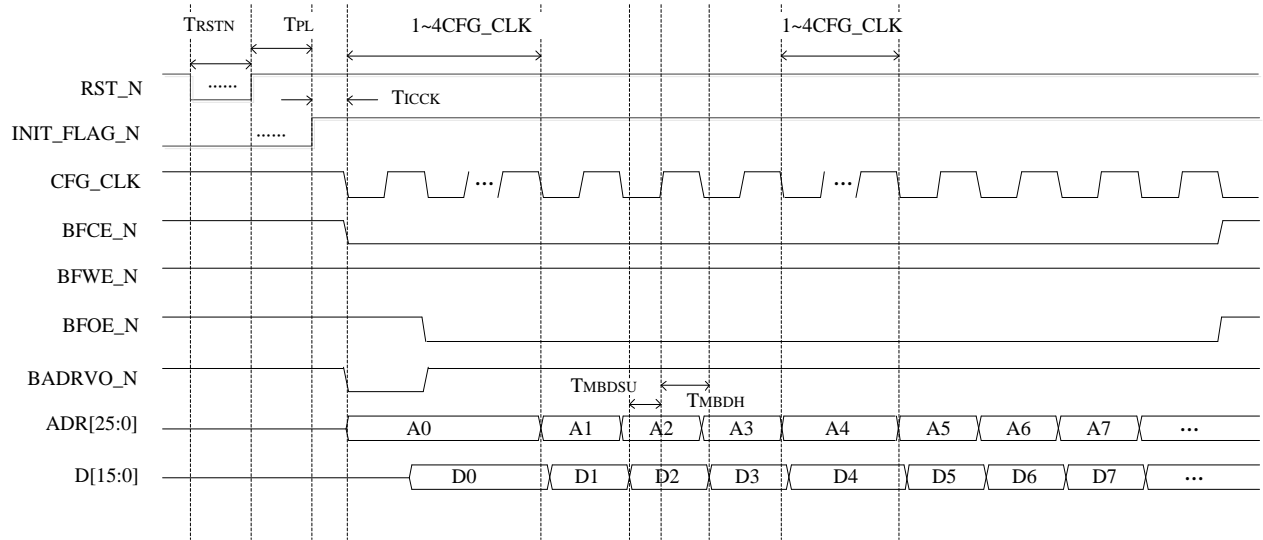 TRSTN TPL 1~4CFG_CLK 1~4CFG_CLK
RST_N ......
TICCK
INIT_FLAG_N ......
CFG_CLK ... ...
BFCE_N
BFWE_N
BFOE_N
BADRVO_N
TMBDSU TMBDH
ADR[25:0] A0 A1 A2 A3 A4 A5 A6 A7 ...
D[15:0] D0 D1 D2 D3 D4 D5 D6 D7 ...